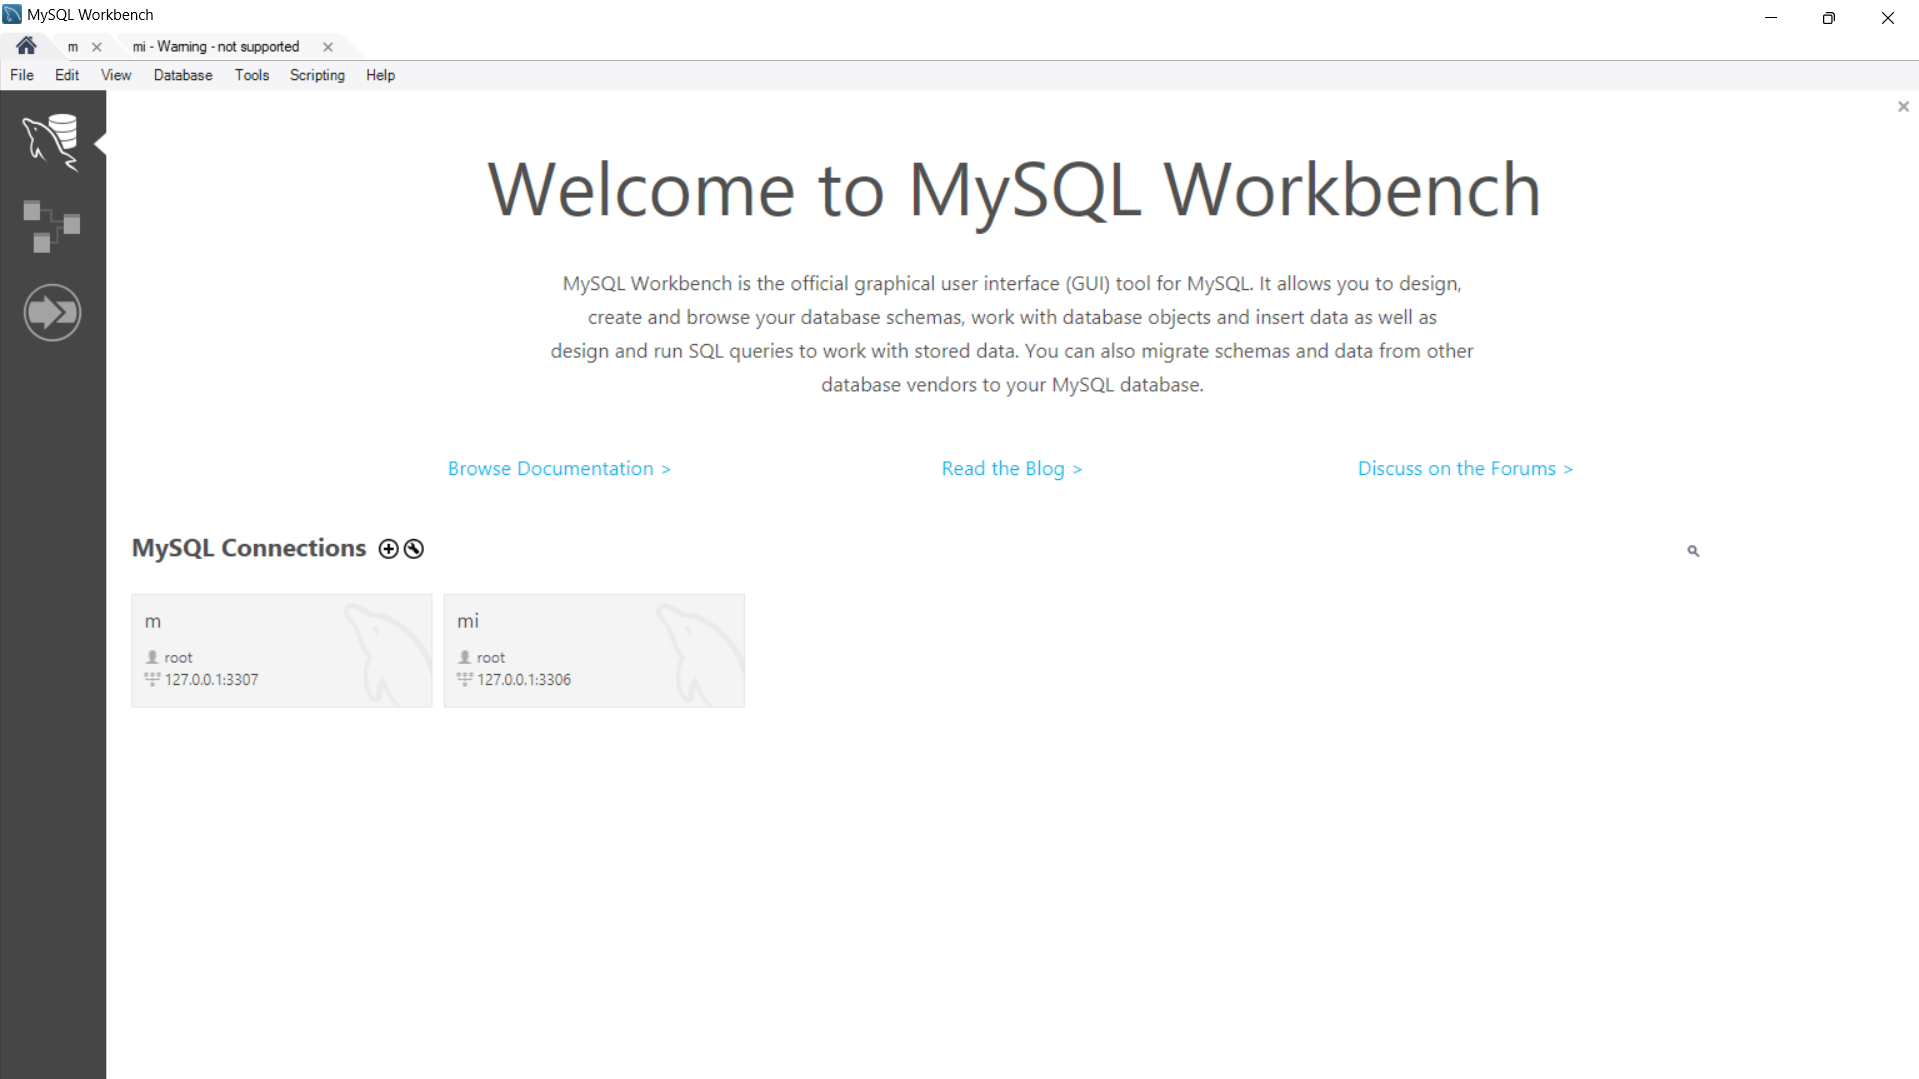 MySQL Workbench
m
mi - Warning - not supported
File Edit View Database Tools Scripting Help
Welcome to MySQL Workbench
MySQL Workbench is the official graphical user interface (GUI) tool for MySQL. It allows you to design,
create and browse your database schemas, work with database objects and insert data as well as
design and run SQL queries to work with stored data. You can also migrate schemas and data from other
database vendors to your MySQL database.
Browse Documentation >
Read the Blog >
Discuss on the Forums >
MySQL Connections
m
root
127.0.0.1:3307
mi
root
127.0.0.1:3306